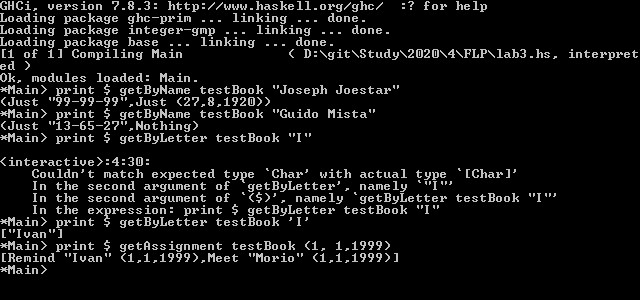 GHCi, version 7.8.3: http://www.haskell.org/ghc/  :? for help
Loading package ghc-prim ... linking ... done.
Loading package integer-gmp ... linking ... done.
Loading package base ... linking ... done.
[1 of 1] Compiling Main             ( D:\git\Study\2020\4\FLP\lab3.hs, interpret
ed )
Ok, modules loaded: Main.
*Main> print $ getByName testBook "Joseph Joestar"
(Just "99-99-99",Just (27,8,1920))
*Main> print $ getByName testBook "Guido Mista"
(Just "13-65-27",Nothing)
*Main> print $ getByLetter testBook "I"
<interactive>:4:30:
    Couldn't match expected type `Char' with actual type `[Char]'
    In the second argument of `getByLetter', namely `"I"'
    In the second argument of `($)', namely `getByLetter testBook "I"'
    In the expression: print $ getByLetter testBook "I"
*Main> print $ getByLetter testBook 'I'
["Ivan"]
*Main> print $ getAssignment testBook (1, 1,1999)
[Remind "Ivan" (1,1,1999),Meet "Morio" (1,1,1999)]
*Main>